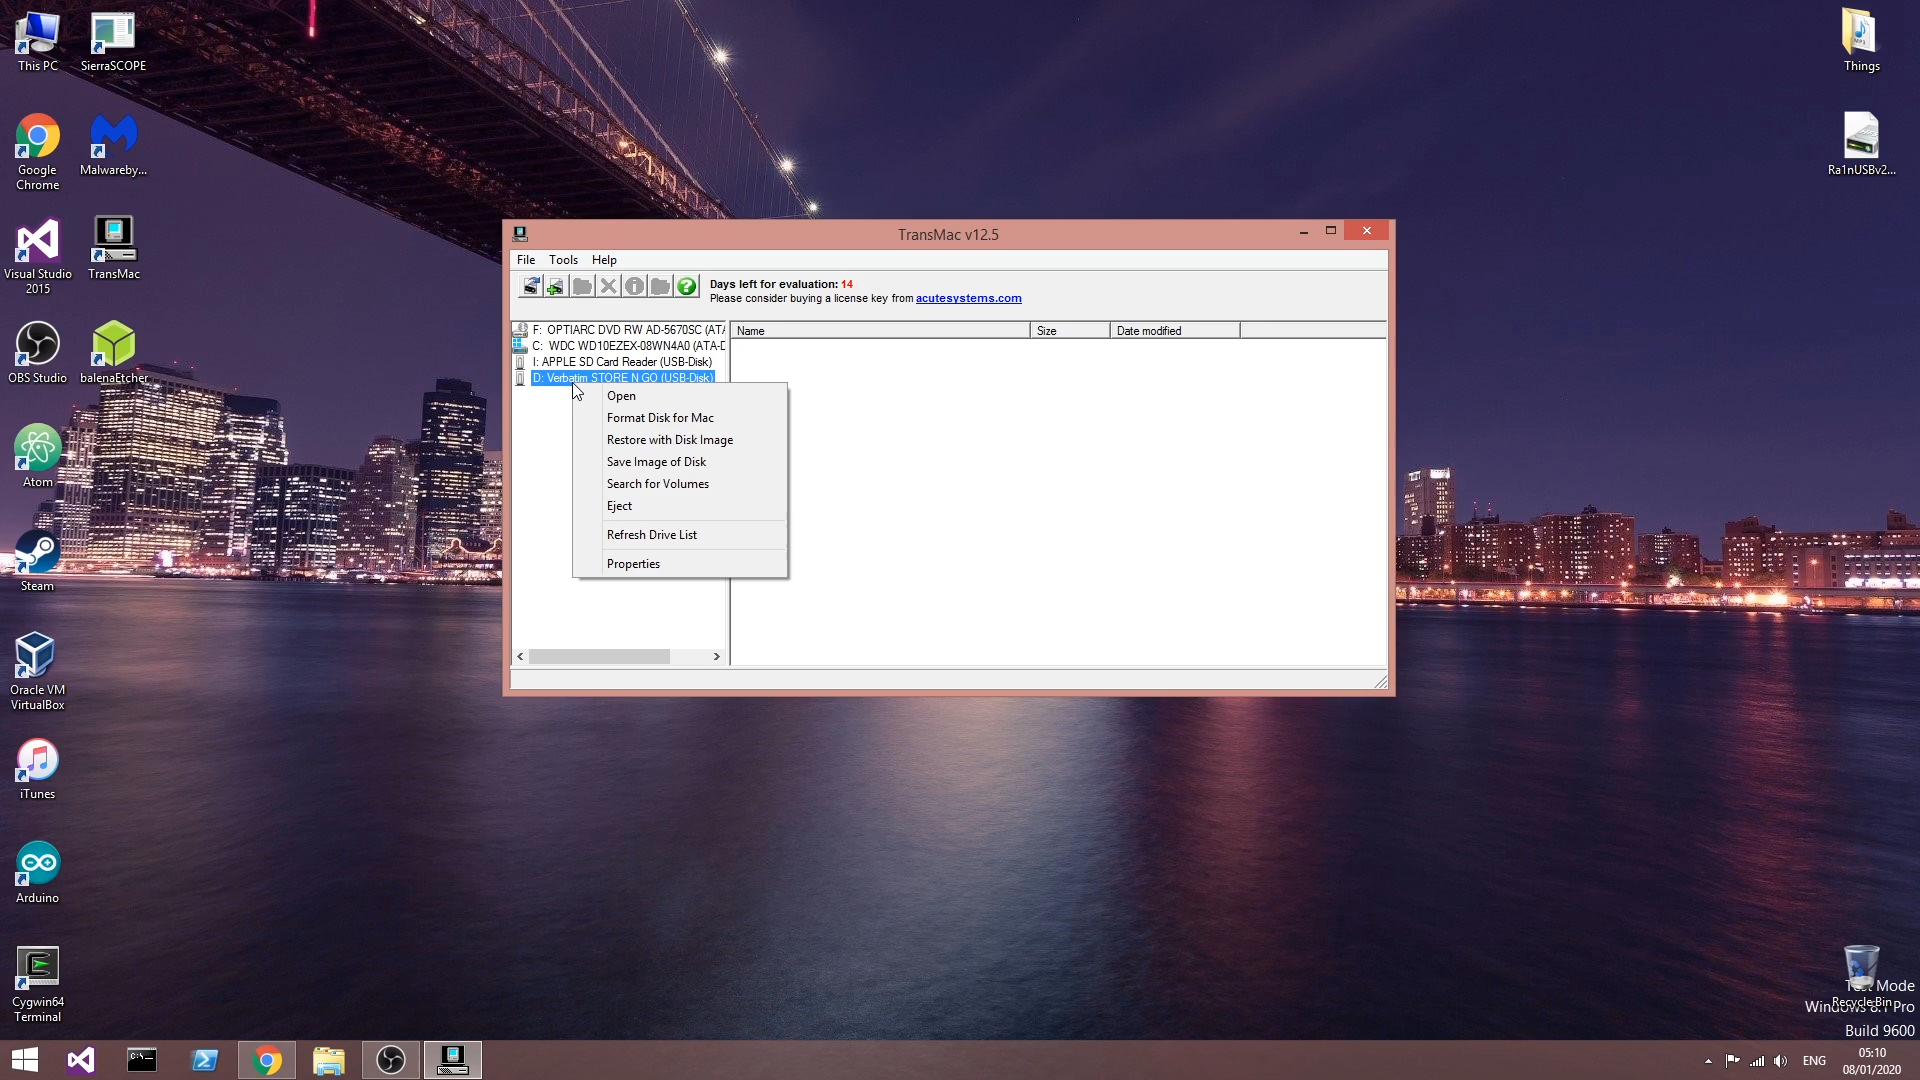 This PC
SierraSCOPE
Google
Chrome
Malwareby...
Visual Studio
2015
TransMac
OBS Studio
balenaEtcher
Atom
Steam
Oracle VM
VirtualBox
iTunes
Arduino
Cygwin64
Terminal
Things
MP3
Ra1nUSBv2...
TransMac v12.5
File Tools Help
Days left for evaluation: 14
Please consider buying a license key from acutesystems.com
F: OPTIARC DVD RW AD-5670SC (ATA
C: WDC WD10EZEX-08WN4A0 (ATA-D
I: APPLE SD Card Reader (USB-Disk)
D: Verbatim STORE N GO (USB-Disk)
Name Size Date modified
Open
Format Disk for Mac
Restore with Disk Image
Save Image of Disk
Search for Volumes
Eject
Refresh Drive List
Properties
Test Mode
Recycle Bin
Windows 8.1 Pro
Build 9600
C:\_
ENG
05:10
08/01/2020